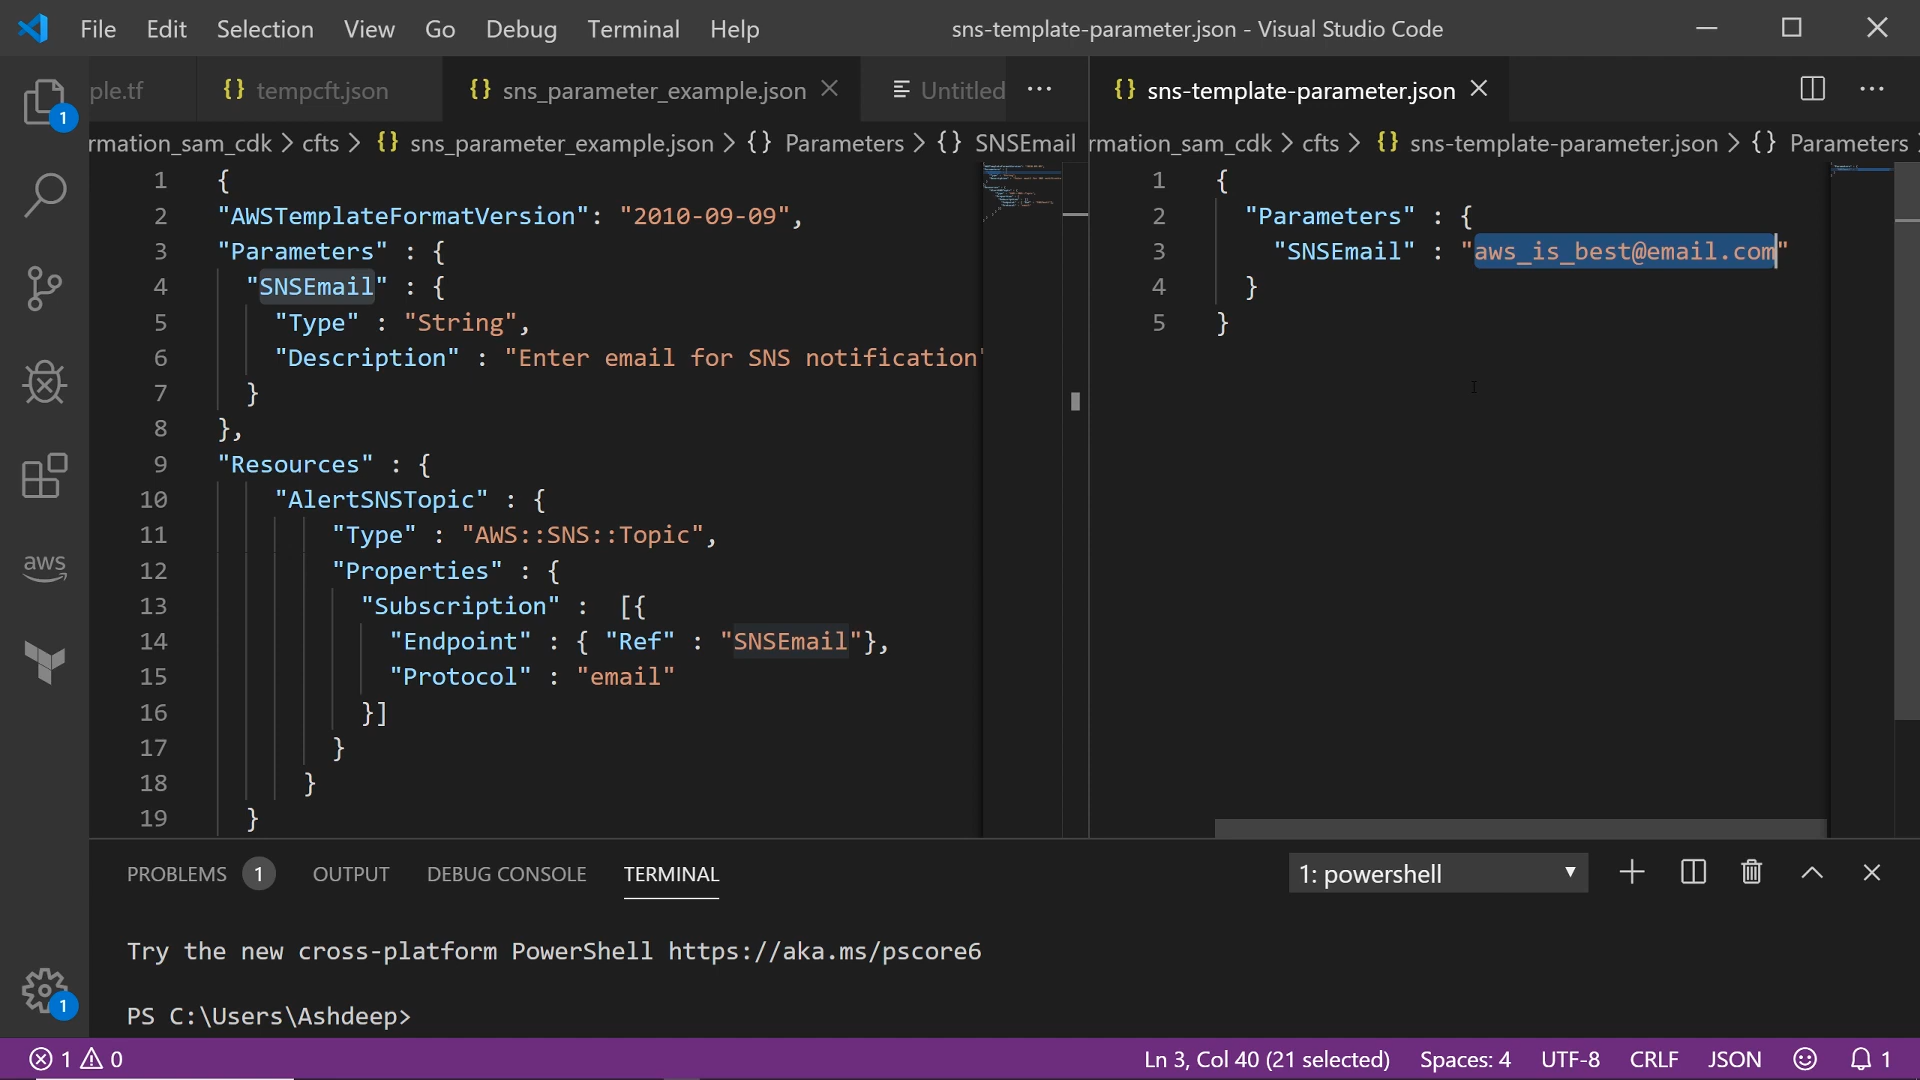 File Edit Selection View Go Debug Terminal Help
sns-template-parameter.json - Visual Studio Code
ple.tf
{} tempcft.json
{} sns_parameter_example.json
Untitled ...
{} sns-template-parameter.json
rmation_sam_cdk > cfts > {} sns_parameter_example.json > {} Parameters > {} SNSEmail
1 {
2 "AWSTemplateFormatVersion": "2010-09-09",
3 "Parameters" : {
4 "SNSEmail" : {
5 "Type" : "String",
6 "Description" : "Enter email for SNS notification"
7 }
8 },
9 "Resources" : {
10 "AlertSNSTopic" : {
11 "Type" : "AWS::SNS::Topic",
12 "Properties" : {
13 "Subscription" : [{
14 "Endpoint" : { "Ref" : "SNSEmail"},
15 "Protocol" : "email"
16 }]
17 }
18 }
19 }
rmation_sam_cdk > cfts > {} sns-template-parameter.json > {} Parameters
1 {
2 "Parameters" : {
3 "SNSEmail" : "aws_is_best@email.com"
4 }
5 }
1
aws
1
PROBLEMS 1 OUTPUT DEBUG CONSOLE TERMINAL
1: powershell
Try the new cross-platform PowerShell https://aka.ms/pscore6
PS C:\Users\Ashdeep>
1 0
Ln 3, Col 40 (21 selected) Spaces: 4 UTF-8 CRLF JSON 1